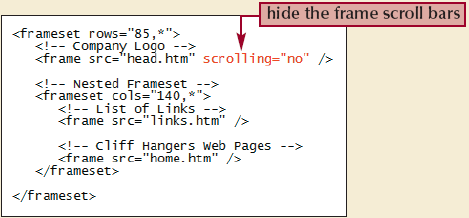 hide the frame scroll bars
<frameset rows="85,*">
<!-- Company Logo -->
<frame src="head.htm" scrolling="no" />
<!-- Nested Frameset -->
<frameset cols="140,*">
<!-- List of Links -->
<frame src="links.htm" />
<!-- Cliff Hangers Web Pages -->
<frame src="home.htm" />
</frameset>
</frameset>